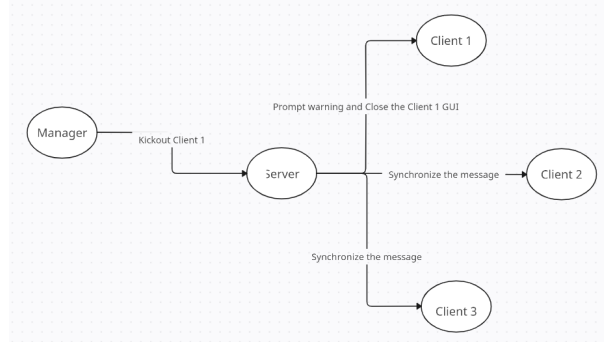 Client 1
Prompt warning and Close the Client 1 GUI
Manager
Kickout Client 1
Server
Synchronize the message
Client 2
Synchronize the message
Client 3